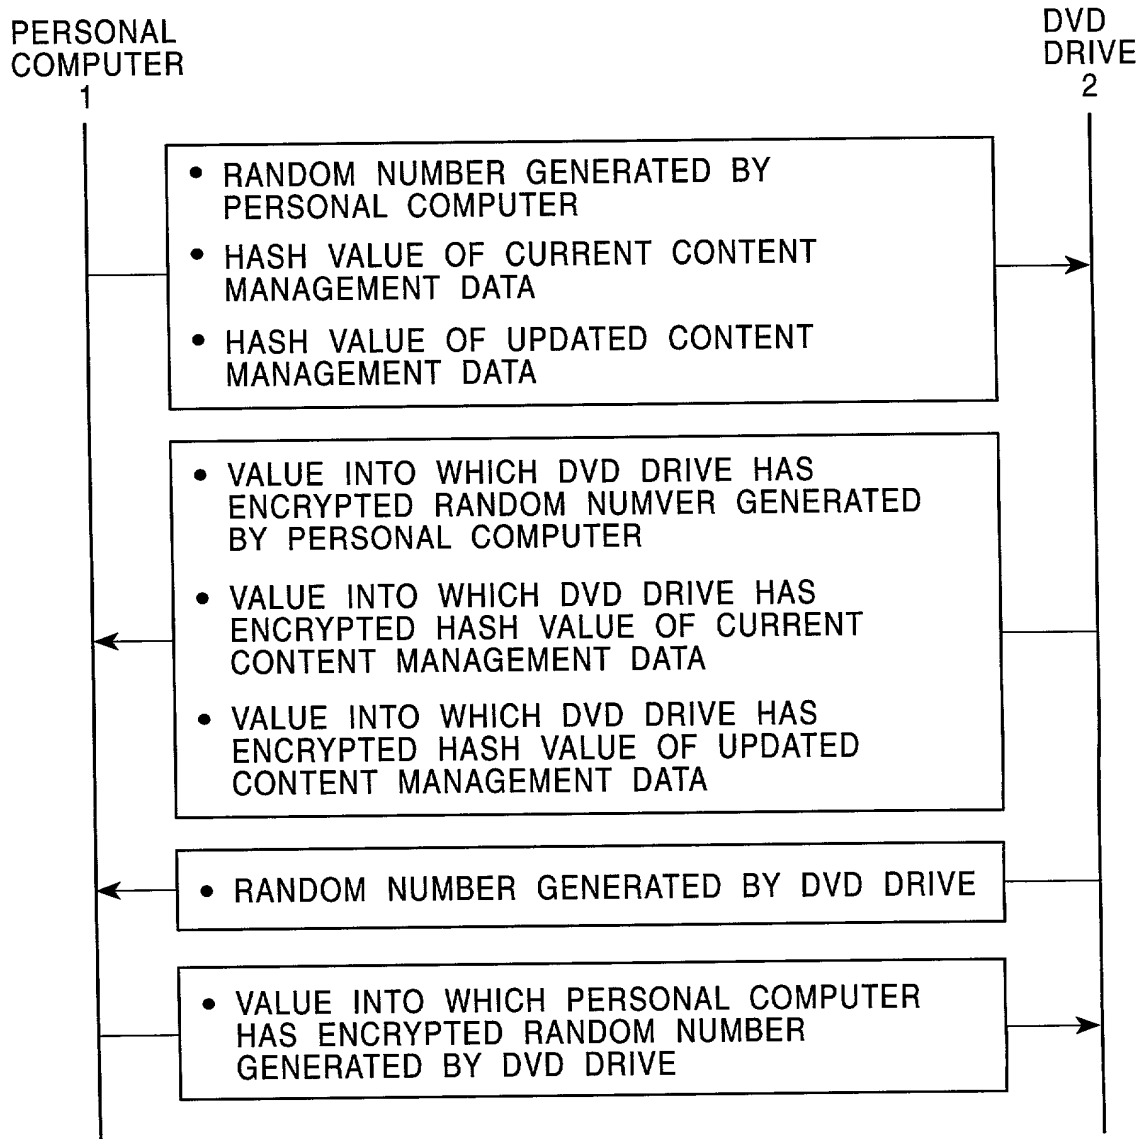 PERSONAL
COMPUTER
1
DVD
DRIVE
2
• RANDOM NUMBER GENERATED BY
PERSONAL COMPUTER
• HASH VALUE OF CURRENT CONTENT
MANAGEMENT DATA
• HASH VALUE OF UPDATED CONTENT
MANAGEMENT DATA
• VALUE INTO WHICH DVD DRIVE HAS
ENCRYPTED RANDOM NUMVER GENERATED
BY PERSONAL COMPUTER
• VALUE INTO WHICH DVD DRIVE HAS
ENCRYPTED HASH VALUE OF CURRENT
CONTENT MANAGEMENT DATA
• VALUE INTO WHICH DVD DRIVE HAS
ENCRYPTED HASH VALUE OF UPDATED
CONTENT MANAGEMENT DATA
• RANDOM NUMBER GENERATED BY DVD DRIVE
• VALUE INTO WHICH PERSONAL COMPUTER
HAS ENCRYPTED RANDOM NUMBER
GENERATED BY DVD DRIVE